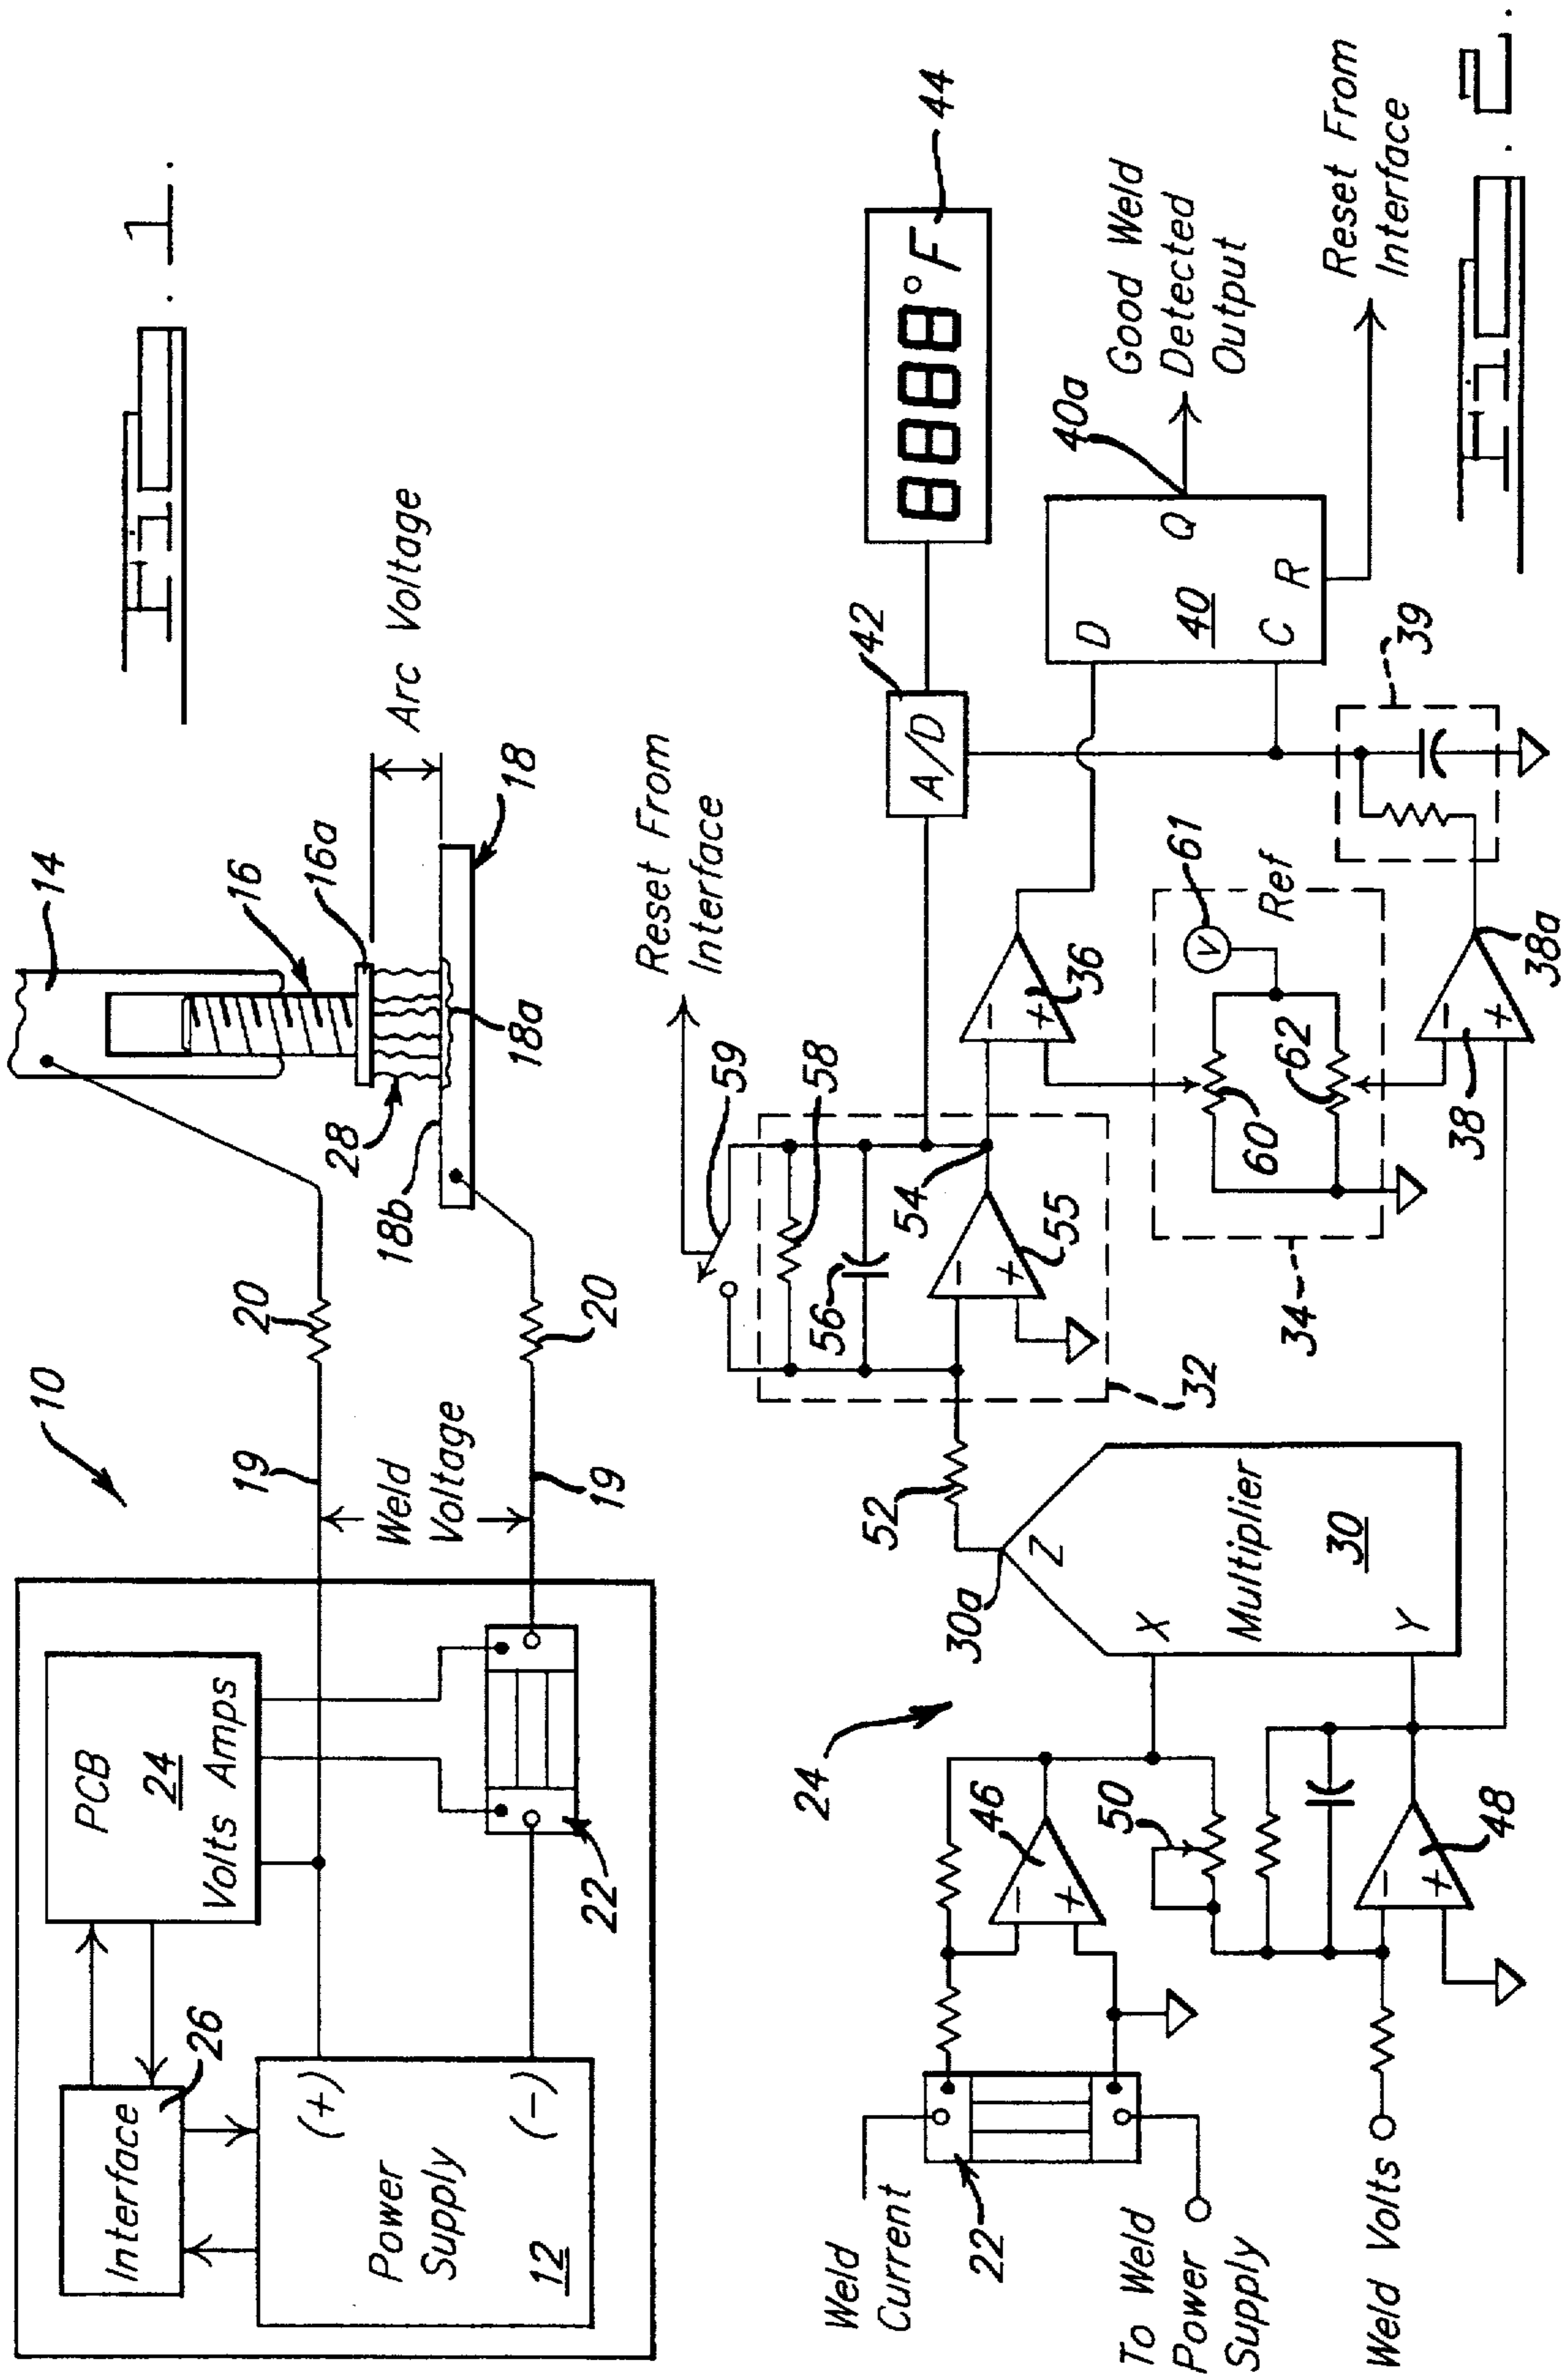 Fig. 1.
10
14
16
16a
Arc Voltage
18
18a
18b
28
20
20
19
19
Weld
Voltage
PCB
24
Volts Amps
Interface
26
(+)
(-)
Power
Supply
12
22
Fig. 2.
24
Weld
Current
22
To Weld
Power
Supply
Weld Volts
46
50
48
X
Y
Z
Multiplier
30
30a
52
32
56
58
59
Reset From
Interface
54
55
34
60
62
61
V
Ref
36
38
38a
39
A/D
42
8888°F
44
D
Q
40
C
R
40a
Good Weld
Detected
Output
Reset From
Interface